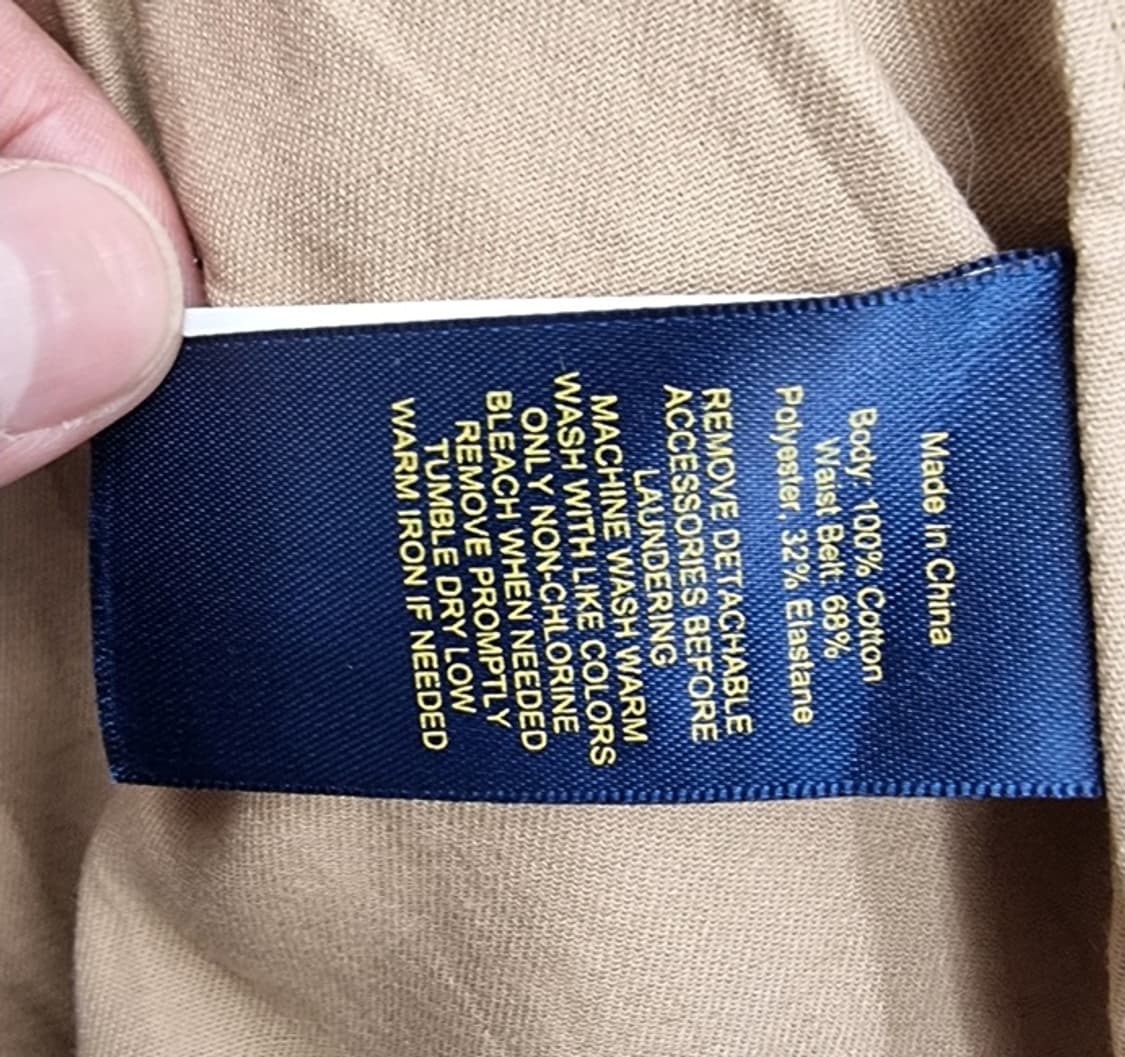 Made in China
Body: 100% Cotton
Waist Belt: 68%
Polyester, 32% Elastane
REMOVE DETACHABLE
ACCESSORIES BEFORE
LAUNDERING
MACHINE WASH WARM
WASH WITH LIKE COLORS
ONLY NON-CHLORINE
BLEACH WHEN NEEDED
REMOVE PROMPTLY
TUMBLE DRY LOW
WARM IRON IF NEEDED